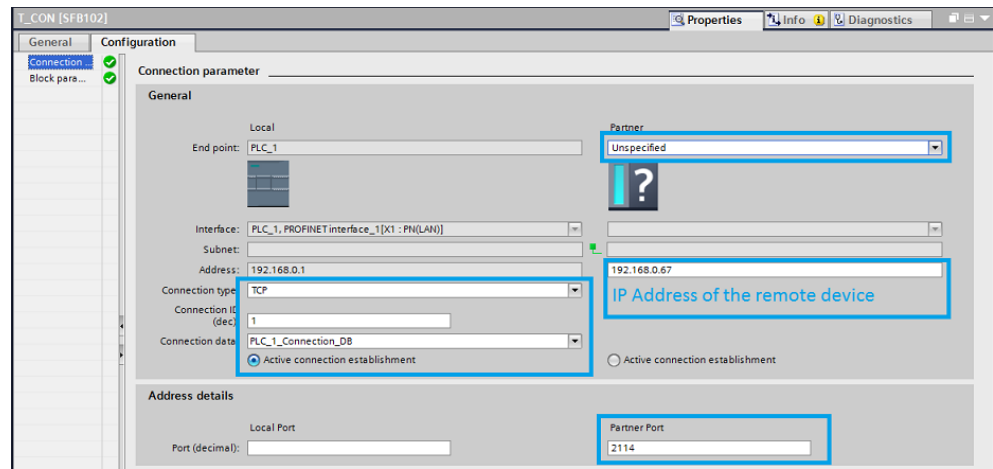 T_CON [SFB102]
Properties
Info
Diagnostics
General
Configuration
Connection ...
Block para...
Connection parameter
General
Local
Partner
End point: PLC_1
Unspecified
?
Interface: PLC_1, PROFINET interface_1[X1 : PN(LAN)]
Subnet:
Address: 192.168.0.1
192.168.0.67
Connection type
TCP
IP Address of the remote device
Connection ID
(dec)
1
Connection data
PLC_1_Connection_DB
Active connection establishment
Active connection establishment
Address details
Local Port
Partner Port
Port (decimal):
2114